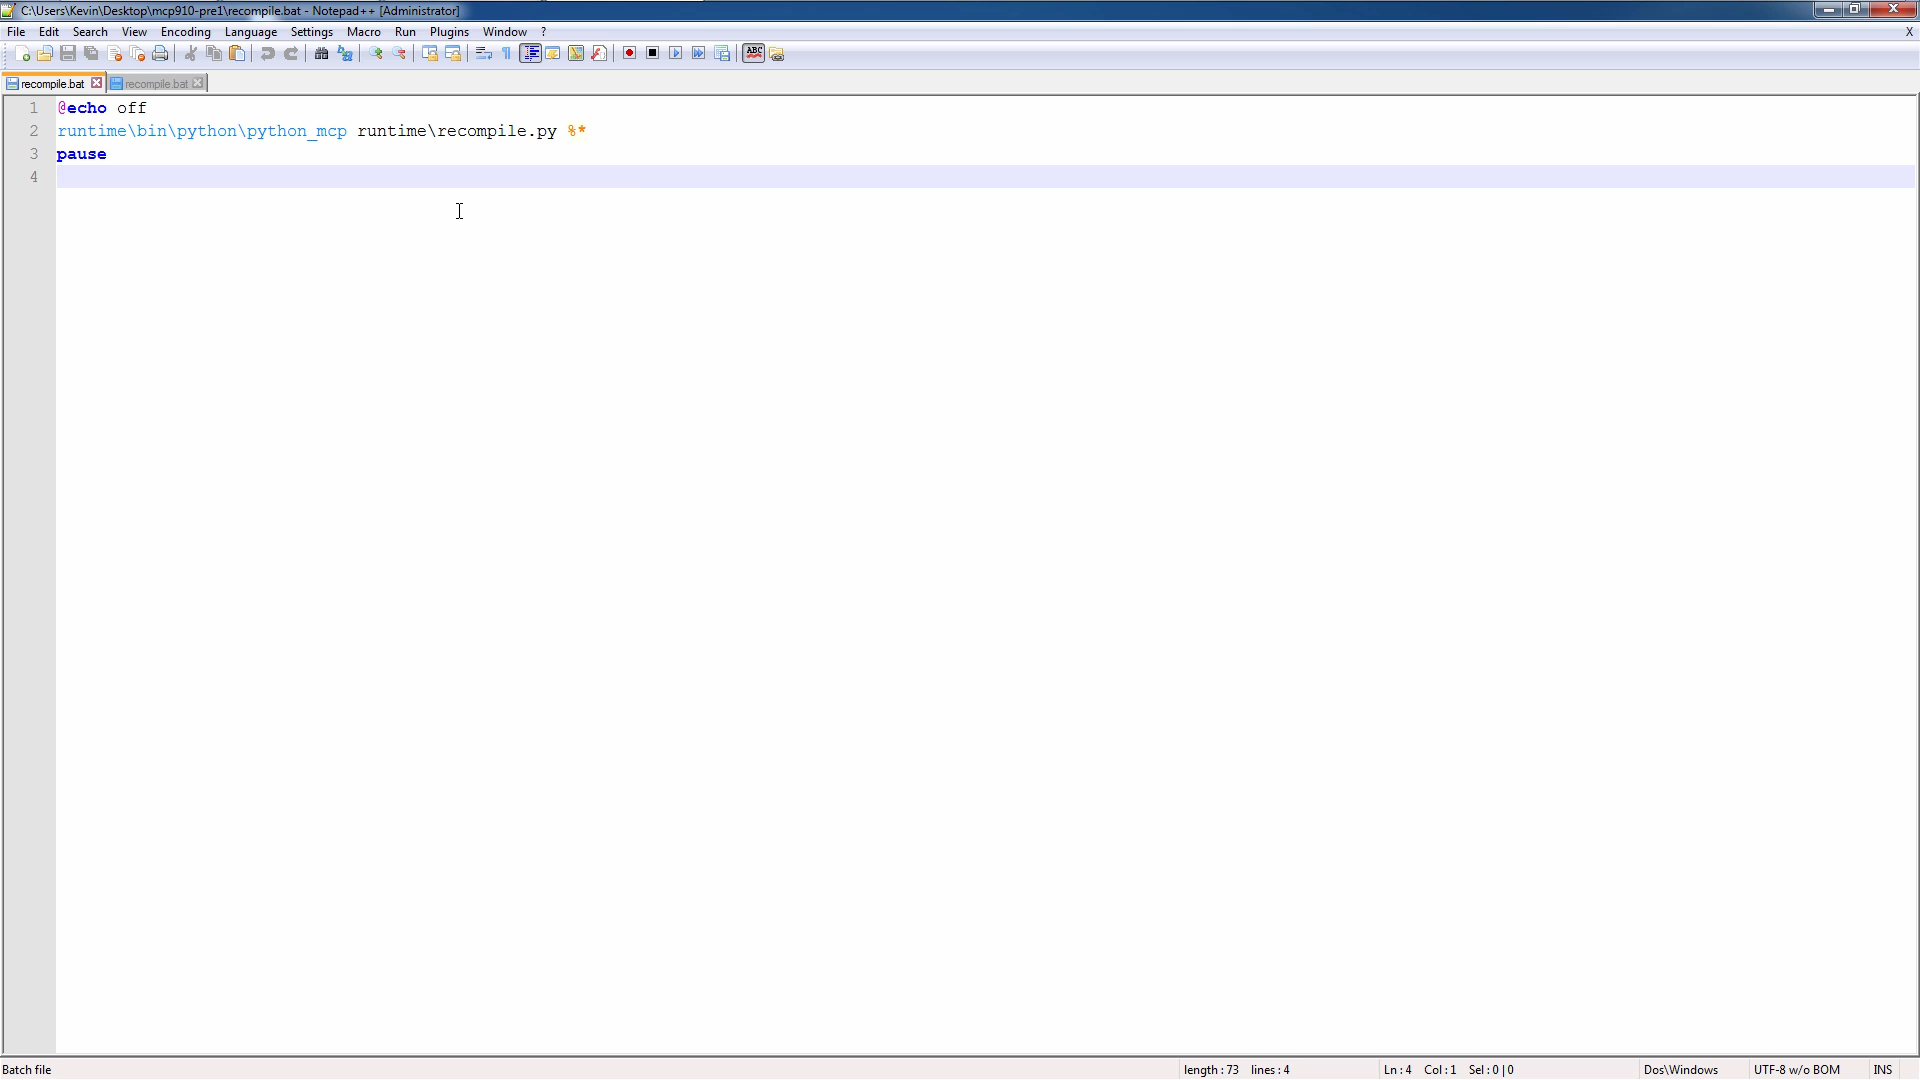 C:\Users\Kevin\Desktop\mcp910-pre1\recompile.bat - Notepad++ [Administrator]
File Edit Search View Encoding Language Settings Macro Run Plugins Window ? X
ABC
recompile.bat recompile.bat
1 @echo off
2 runtime\bin\python\python_mcp runtime\recompile.py %*
3 pause
4
Batch file length : 73 lines : 4 Ln : 4 Col : 1 Sel : 0 | 0 Dos\Windows UTF-8 w/o BOM INS